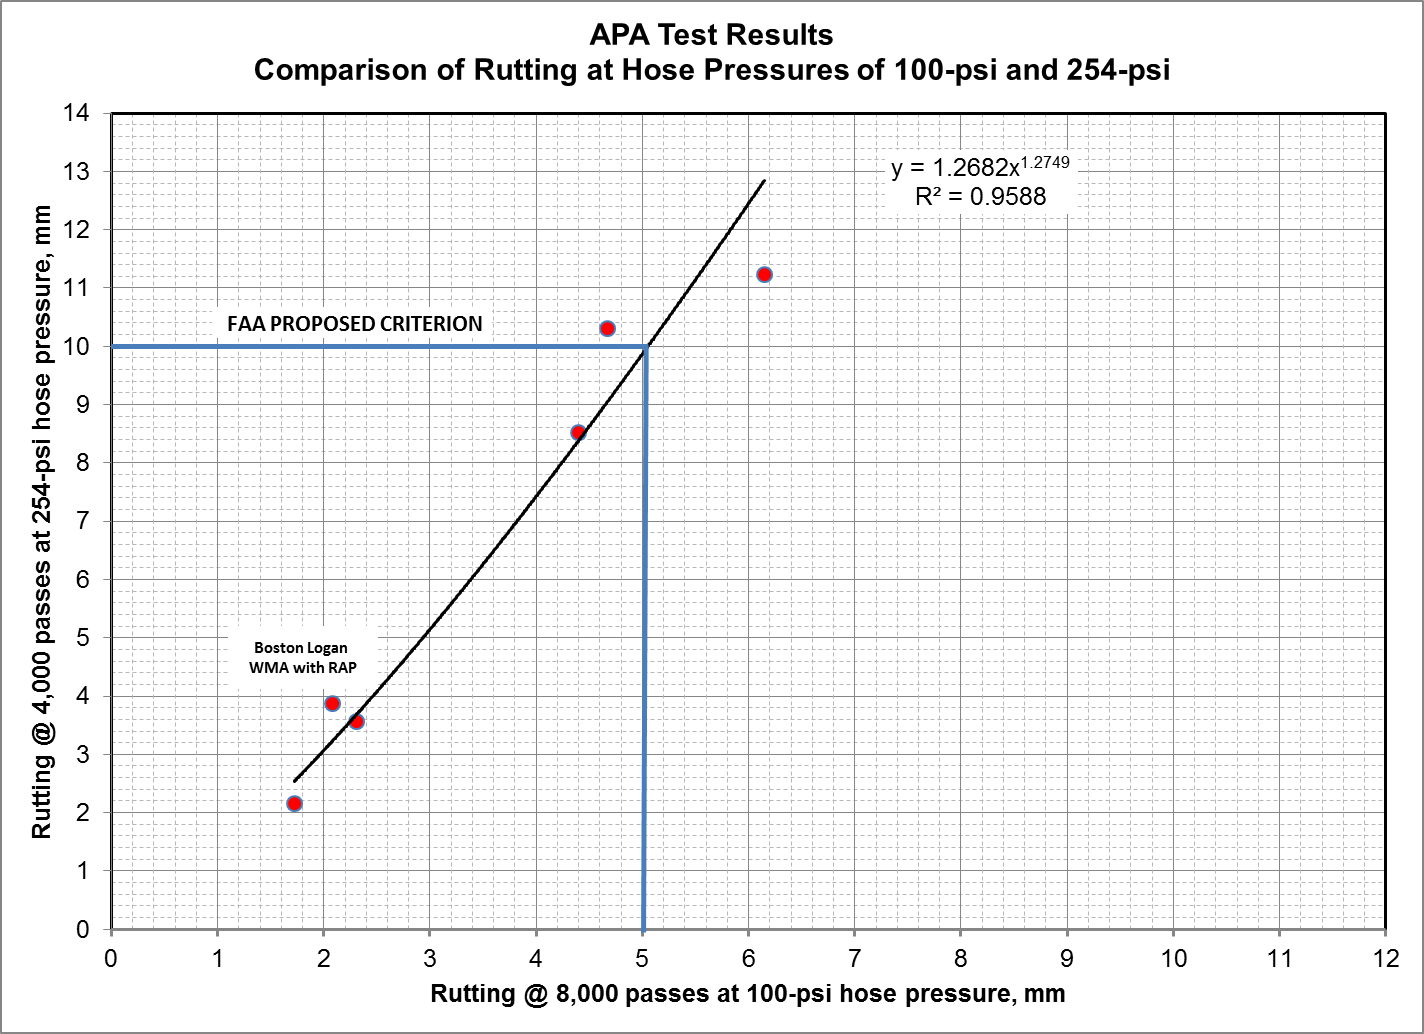 APA Test Results
Comparison of Rutting at Hose Pressures of 100-psi and 254-psi
14
13
12
11
10
9
8
7
6
5
4
3
2
1
0
Rutting @ 4,000 passes at 254-psi hose pressure, mm
y = 1.2682x^1.2749
R² = 0.9588
FAA PROPOSED CRITERION
Boston Logan
WMA with RAP
0 1 2 3 4 5 6 7 8 9 10 11 12
Rutting @ 8,000 passes at 100-psi hose pressure, mm